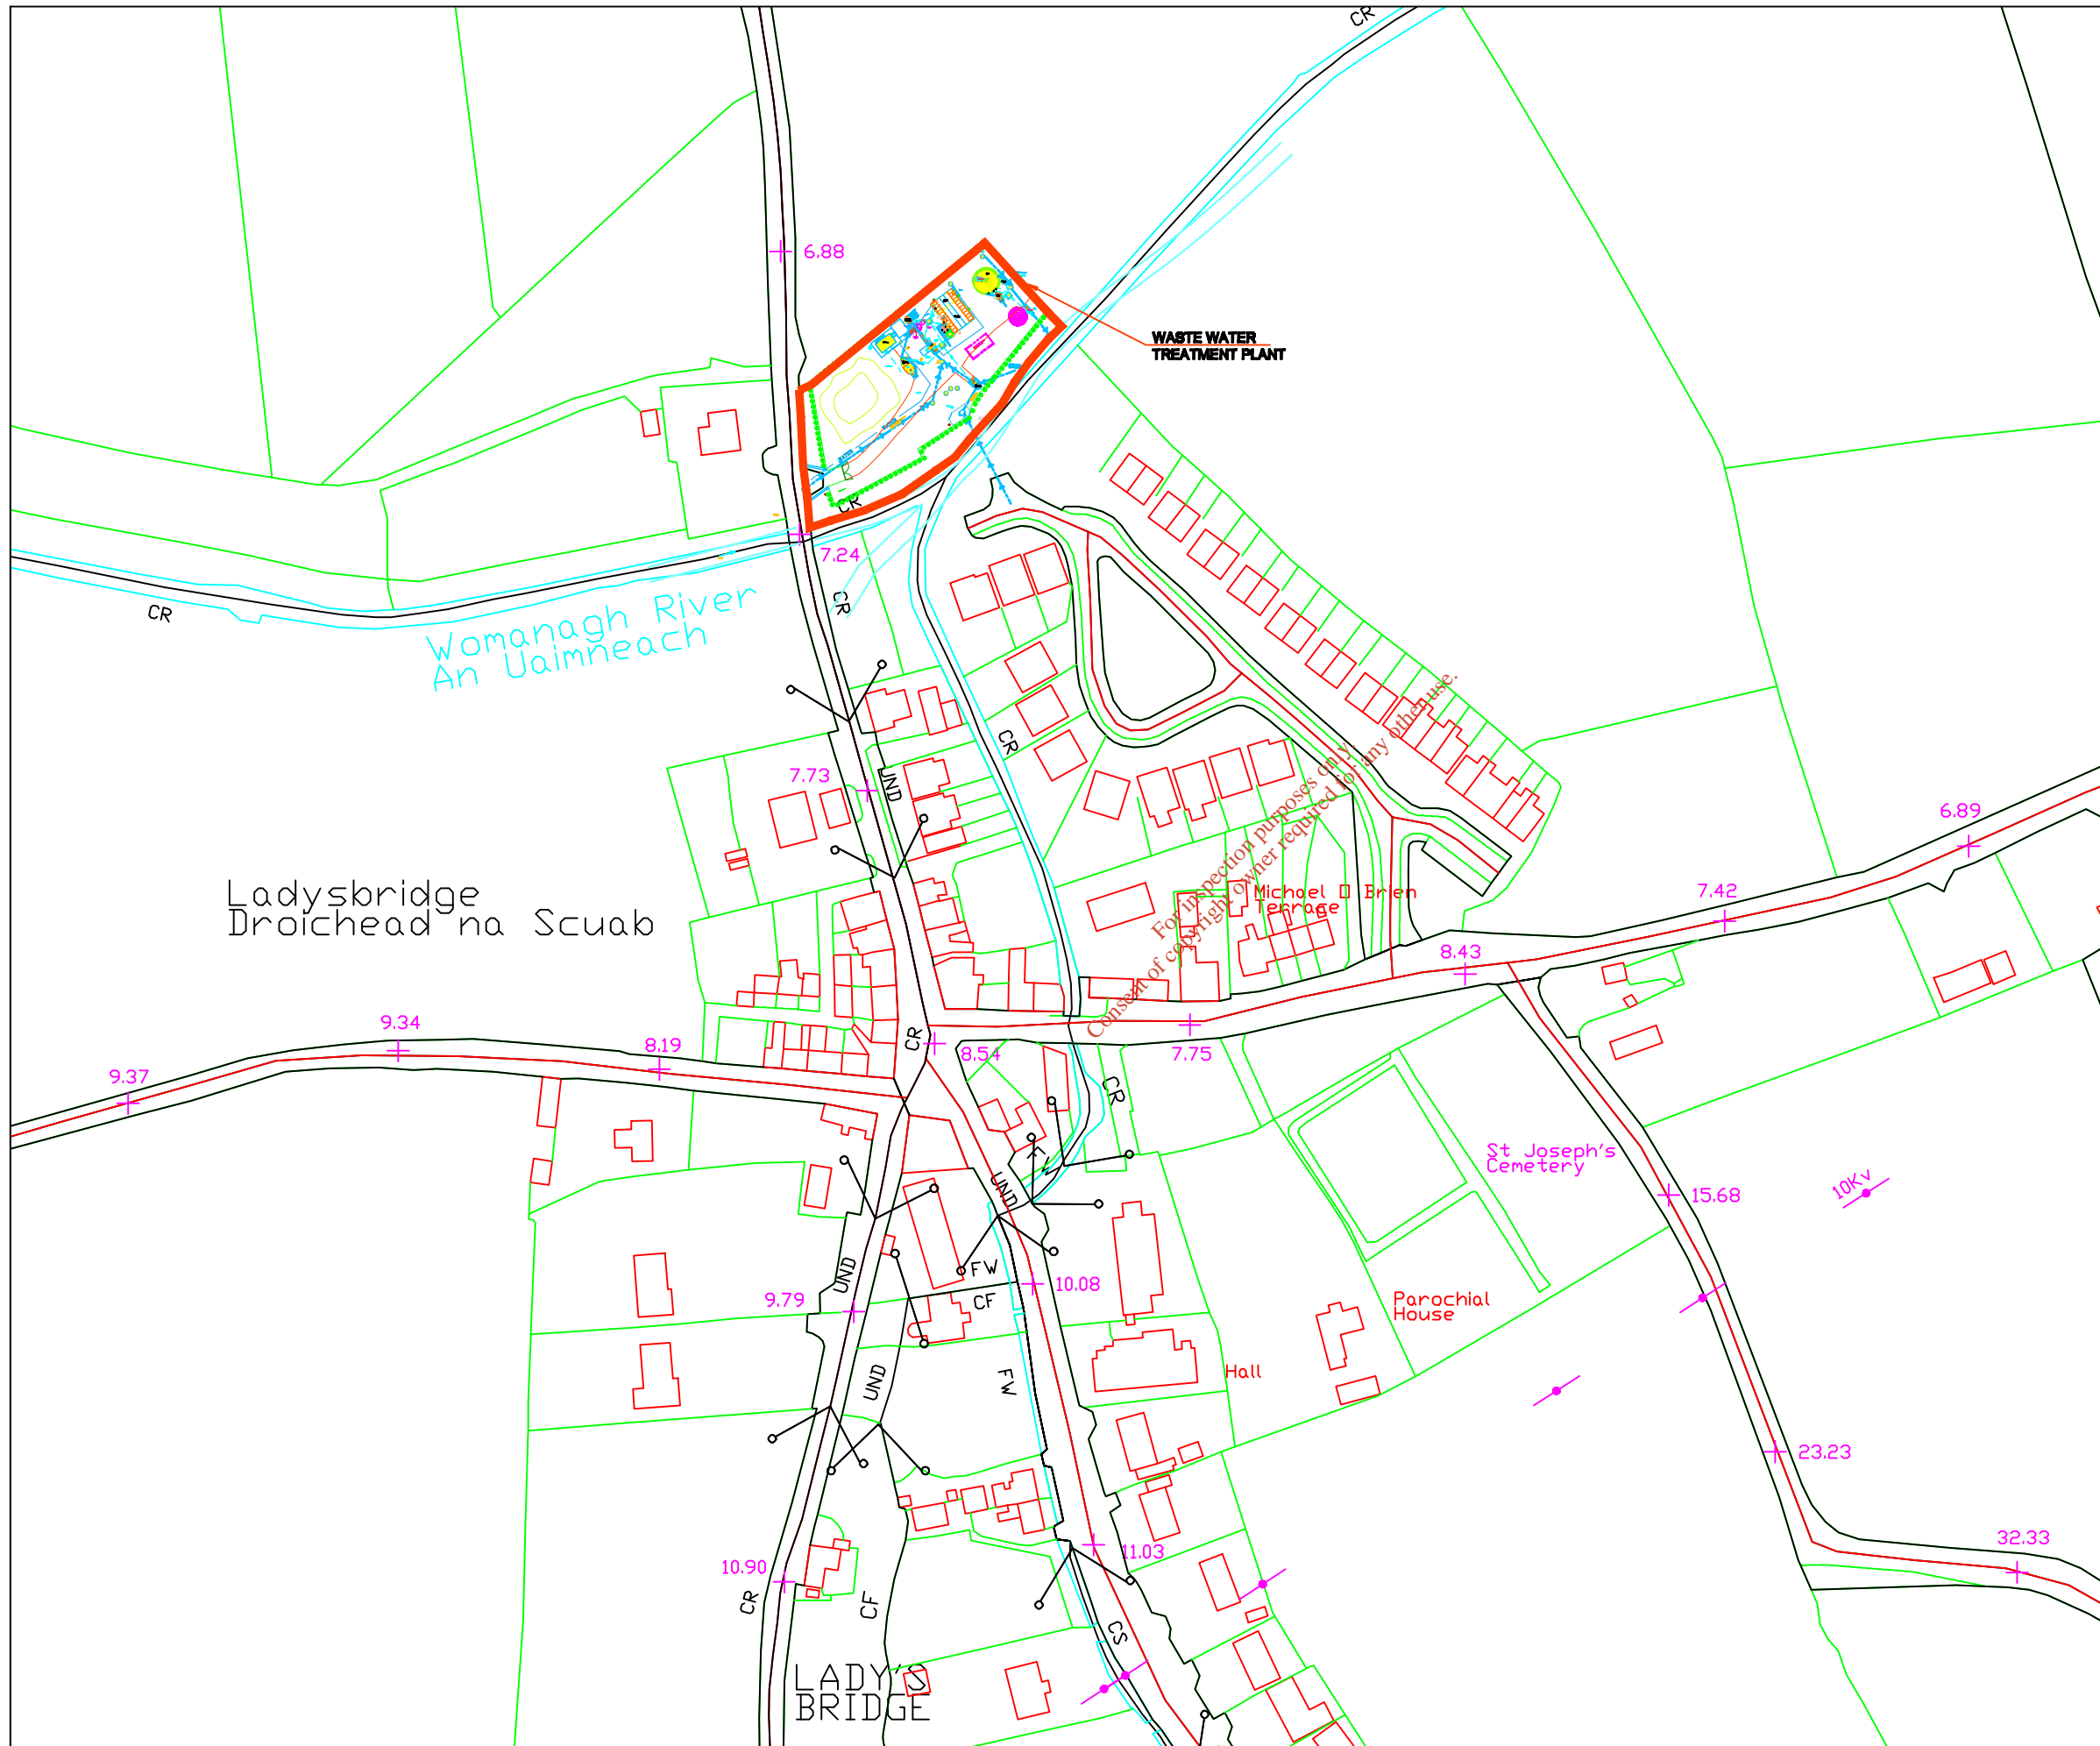 CR
6.88
WASTE WATER
TREATMENT PLANT
CR
7.24
CR
CR
Womanagh River
An Uaimneach
CR
7.73
UND
6.89
Ladysbridge
Droichead na Scuab
Michael O Brien
Terrace
7.42
8.43
For inspection purposes only.
Consent of copyright owner required for any other use.
9.34
8.19
9.37
CR
8.54
7.75
CR
St Joseph's
Cemetery
FW
UND
15.68
10Kv
UND
FW
CF
10.08
9.79
Parochial
House
UND
FW
Hall
23.23
11.03
32.33
10.90
CR
CF
CS
LADY'S
BRIDGE